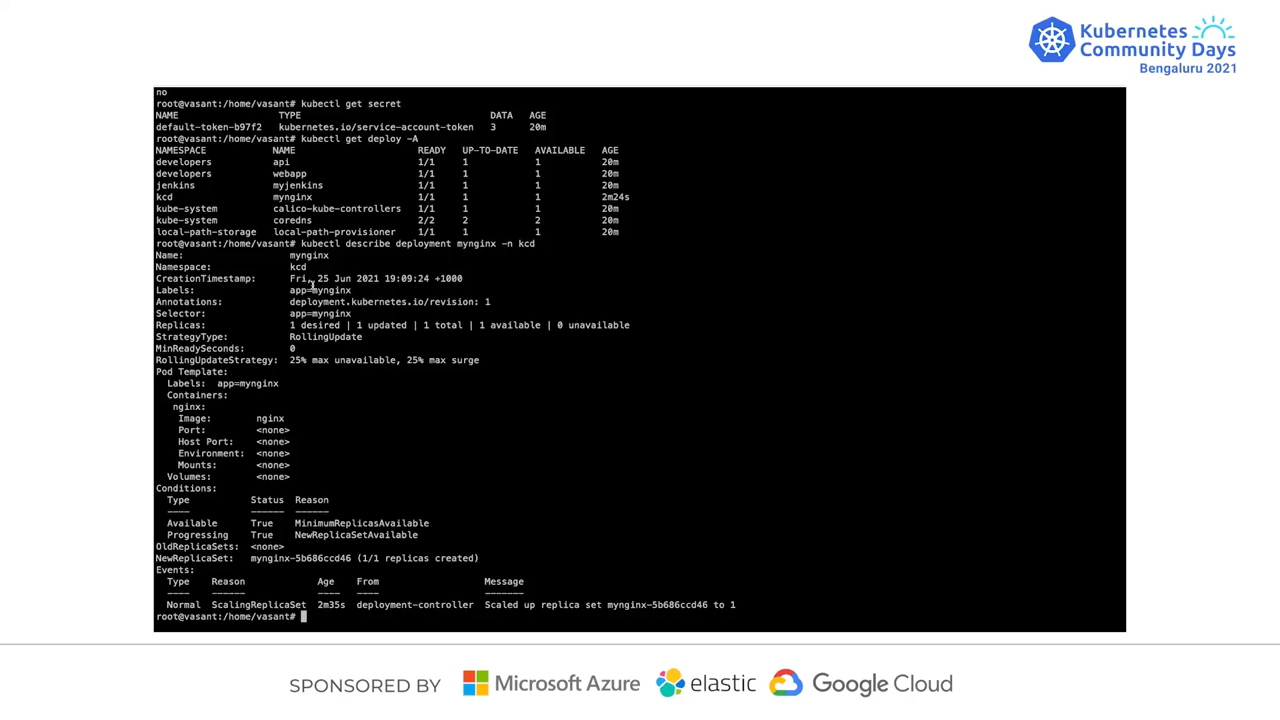 Kubernetes
Community Days
Bengaluru 2021
no
root@vasant:/home/vasant# kubectl get secret
NAME TYPE DATA AGE
default-token-b97f2 kubernetes.io/service-account-token 3 20m
root@vasant:/home/vasant# kubectl get deploy -A
NAMESPACE NAME READY UP-TO-DATE AVAILABLE AGE
developers api 1/1 1 1 20m
developers webapp 1/1 1 1 20m
jenkins myjenkins 1/1 1 1 20m
kcd mynginx 1/1 1 1 2m24s
kube-system calico-kube-controllers 1/1 1 1 20m
kube-system coredns 2/2 2 2 20m
local-path-storage local-path-provisioner 1/1 1 1 20m
root@vasant:/home/vasant# kubectl describe deployment mynginx -n kcd
Name: mynginx
Namespace: kcd
CreationTimestamp: Fri, 25 Jun 2021 19:09:24 +1000
Labels: app=mynginx
Annotations: deployment.kubernetes.io/revision: 1
Selector: app=mynginx
Replicas: 1 desired | 1 updated | 1 total | 1 available | 0 unavailable
StrategyType: RollingUpdate
MinReadySeconds: 0
RollingUpdateStrategy: 25% max unavailable, 25% max surge
Pod Template:
Labels: app=mynginx
Containers:
nginx:
Image: nginx
Port: <none>
Host Port: <none>
Environment: <none>
Mounts: <none>
Volumes: <none>
Conditions:
Type Status Reason
---- ------ ------
Available True MinimumReplicasAvailable
Progressing True NewReplicaSetAvailable
OldReplicaSets: <none>
NewReplicaSet: mynginx-5b686ccd46 (1/1 replicas created)
Events:
Type Reason Age From Message
---- ------ ---- ---- -------
Normal ScalingReplicaSet 2m35s deployment-controller Scaled up replica set mynginx-5b686ccd46 to 1
root@vasant:/home/vasant#
SPONSORED BY Microsoft Azure elastic Google Cloud